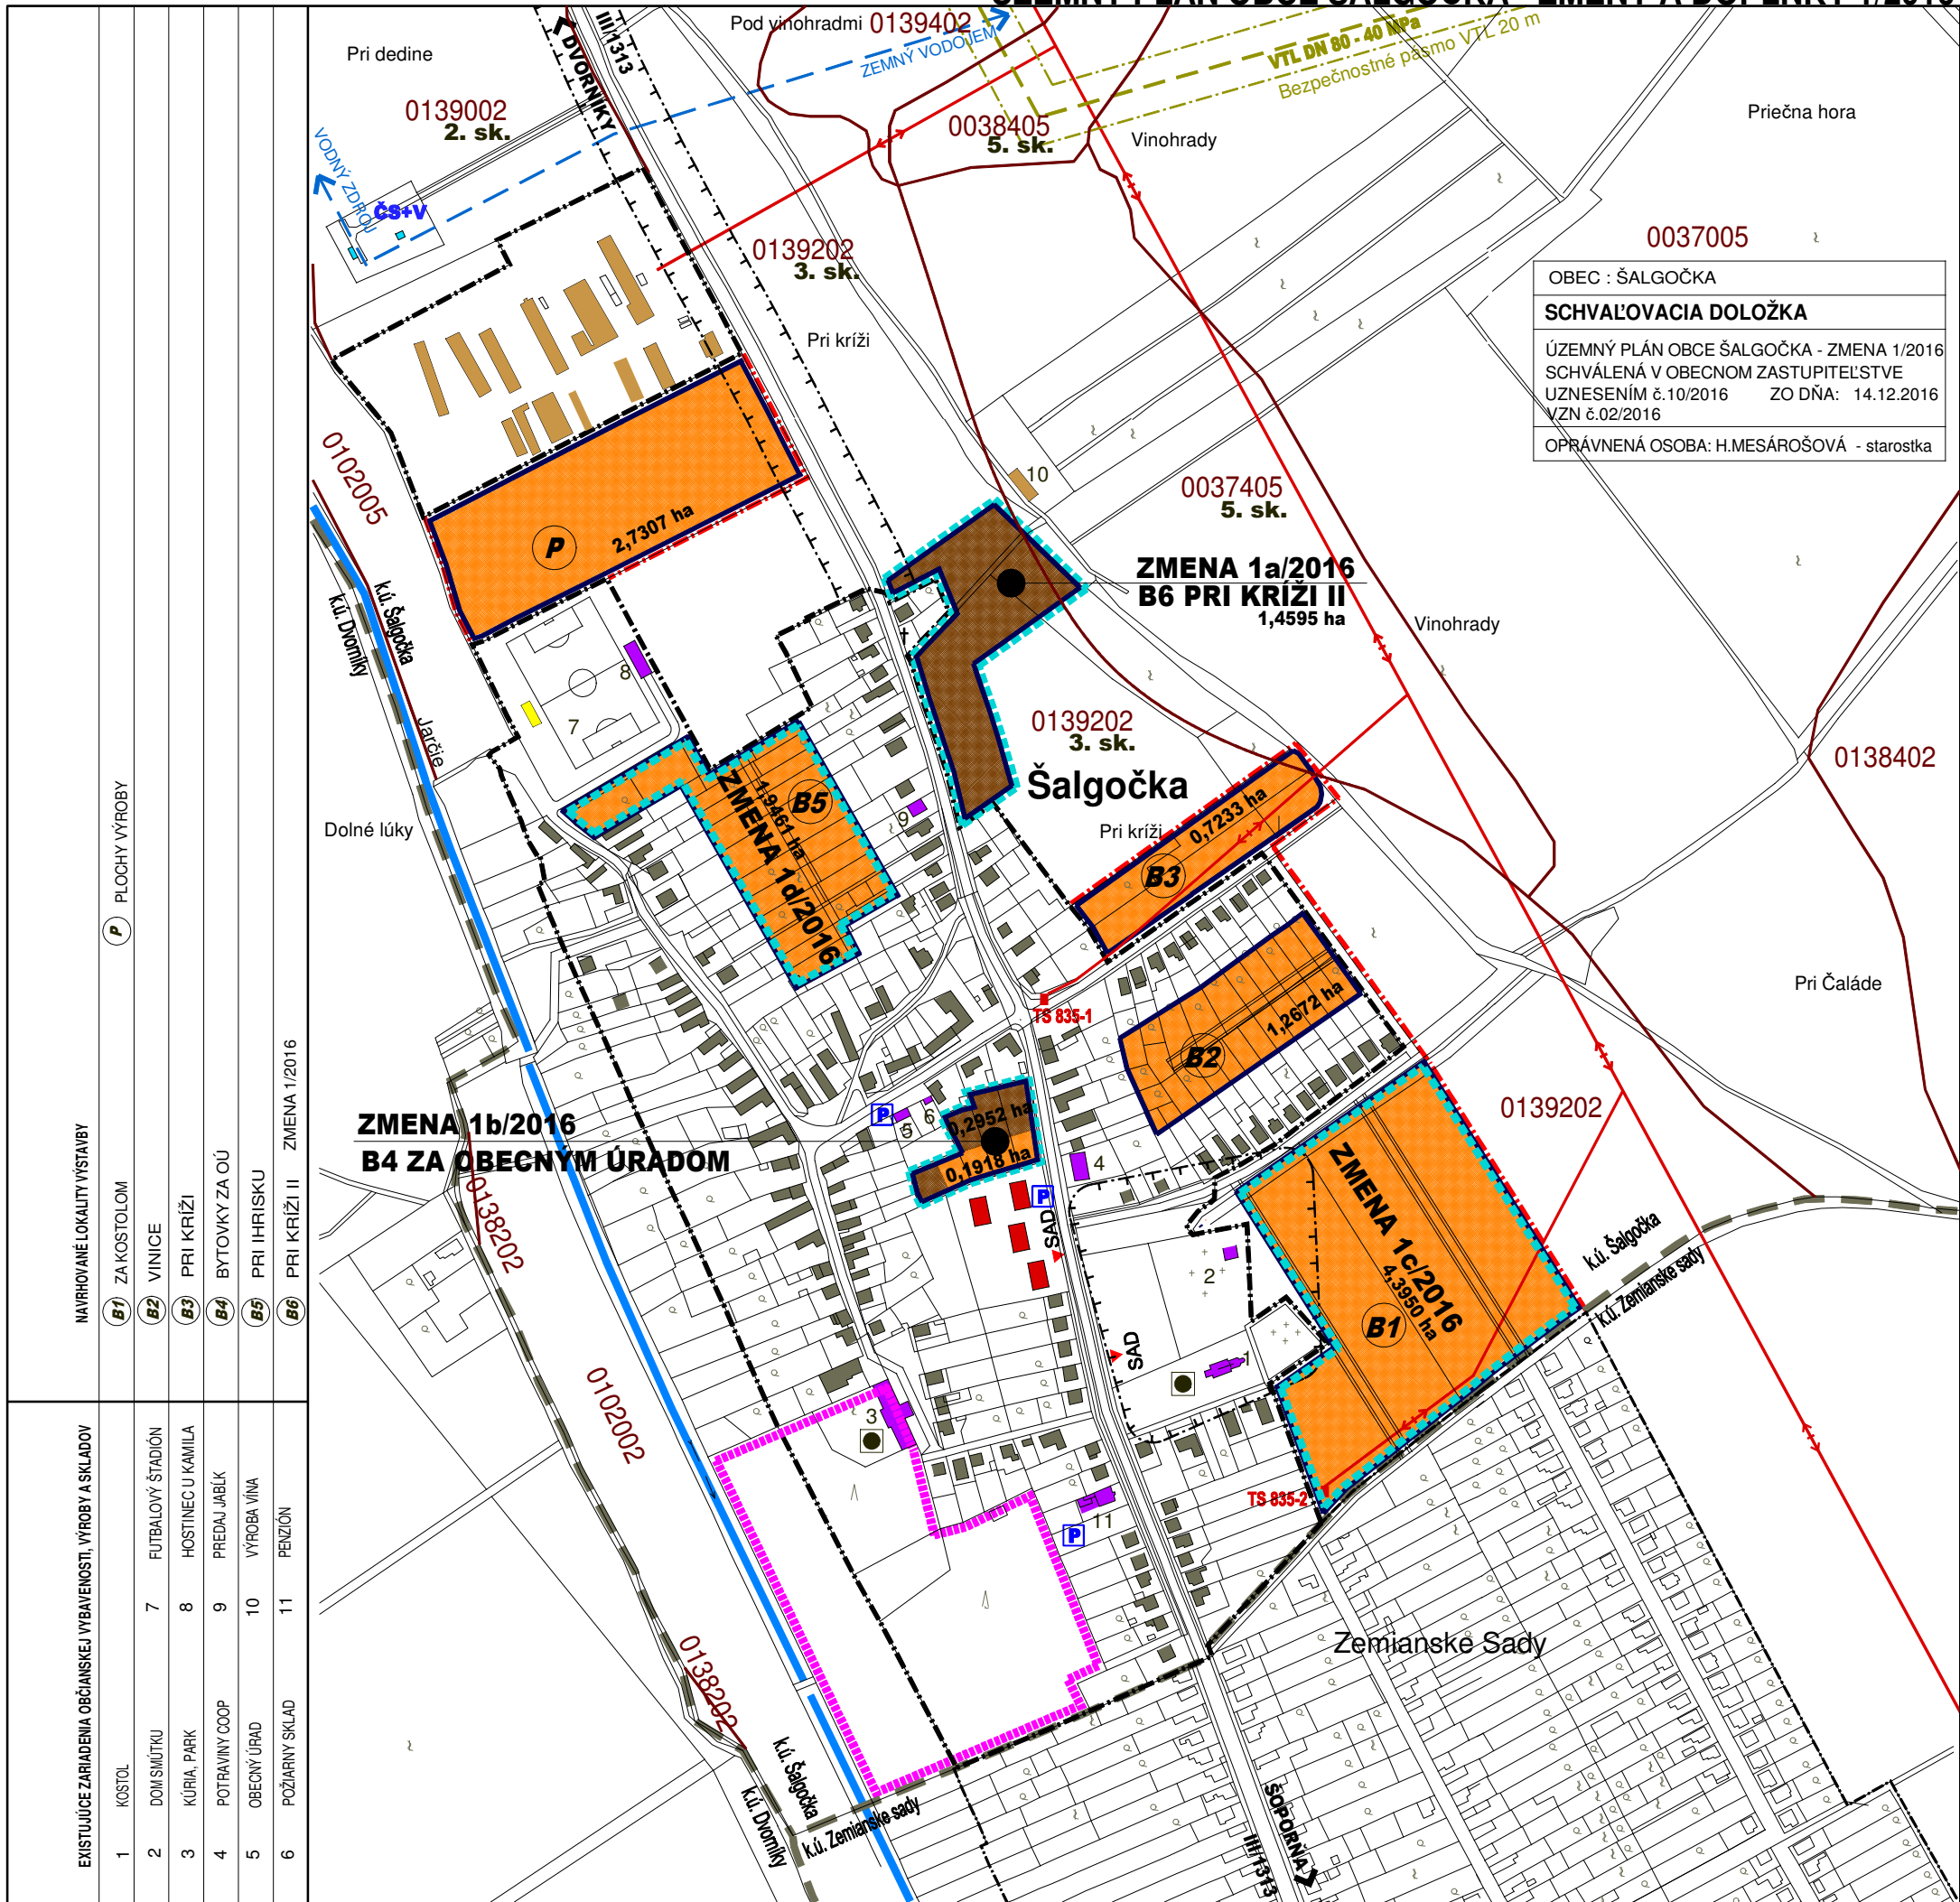 ÚZEMNÝ PLÁN OBCE ŠALGOČKA - ZMENY A DOPLNKY 1/2016
Pri dedine
Pod vinohradmi
0139402
ZEMNÝ VODOJEM
VTL DN 80 - 40 MPa
Bezpečnostné pásmo VTL 20 m
III/1313
DVORNÍKY
0139002
2. sk.
0038405
5. sk.
Vinohrady
Priečna hora
VODNÝ ZDROJ
ČS+V
0139202
3. sk.
0037005
Pri kríži
OBEC : ŠALGOČKA
SCHVAĽOVACIA DOLOŽKA
ÚZEMNÝ PLÁN OBCE ŠALGOČKA - ZMENA 1/2016
SCHVÁLENÁ V OBECNOM ZASTUPITEĽSTVE
UZNESENÍM č.10/2016 ZO DŇA: 14.12.2016
VZN č.02/2016
OPRÁVNENÁ OSOBA: H.MESÁROŠOVÁ - starostka
0102005
10
0037405
5. sk.
P
2,7307 ha
ZMENA 1a/2016
B6 PRI KRÍŽI II
1,4595 ha
k.ú. Šalgočka
k.ú. Dvorníky
Vinohrady
8
7
Jarčie
0139202
3. sk.
Šalgočka
0138402
ZMENA 1d/2016
1,9461 ha
B5
9
Dolné lúky
Pri kríži
0,7233 ha
B3
Pri Čaláde
TS 835-1
1,2672 ha
B2
0139202
ZMENA 1b/2016
B4 ZA OBECNÝM ÚRADOM
P
5
6
0,2952 ha
0,1918 ha
4
P
SAD
0138202
ZMENA 1c/2016
4,3950 ha
B1
2
k.ú. Šalgočka
k.ú. Zemianske sady
SAD
1
0102002
3
TS 835-2
11
P
Zemianske Sady
0138202
k.ú. Šalgočka
k.ú. Dvorníky
k.ú. Zemianske sady
ŠOPORŇA
III/1313
NAVRHOVANÉ LOKALITY VÝSTAVBY
B1 ZA KOSTOLOM
P PLOCHY VÝROBY
B2 VINICE
B3 PRI KRÍŽI
B4 BYTOVKY ZA OÚ
B5 PRI IHRISKU
B6 PRI KRÍŽI II ZMENA 1/2016
EXISTUJÚCE ZARIADENIA OBČIANSKEJ VYBAVENOSTI, VÝROBY A SKLADOV
1 KOSTOL
2 DOM SMÚTKU 7 FUTBALOVÝ ŠTADIÓN
3 KÚRIA, PARK 8 HOSTINEC U KAMILA
4 POTRAVINY COOP 9 PREDAJ JABĹK
5 OBECNÝ ÚRAD 10 VÝROBA VÍNA
6 POŽIARNY SKLAD 11 PENZIÓN